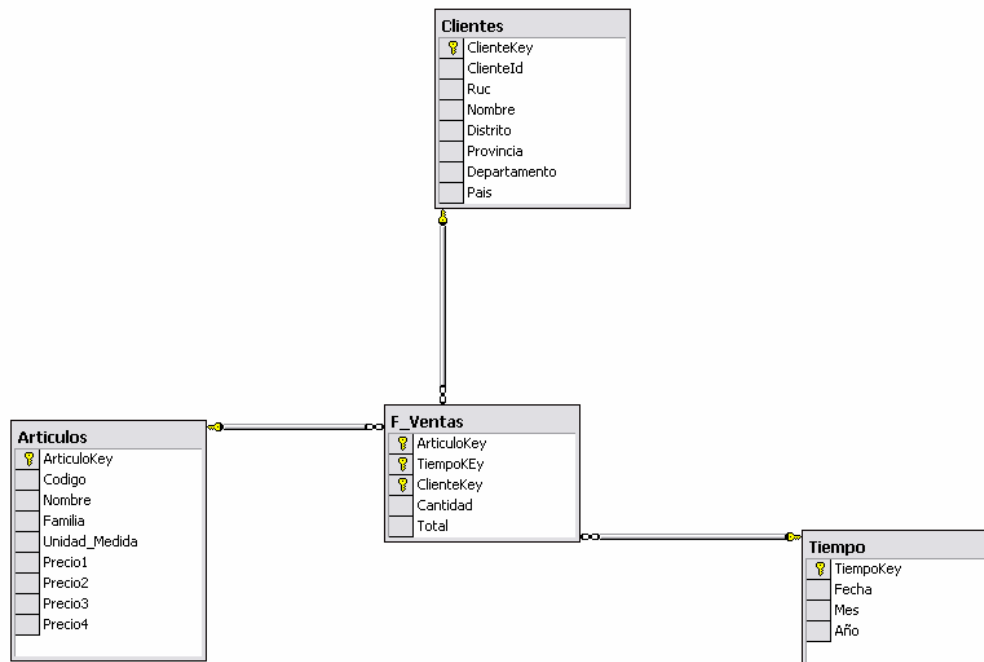 Clientes
ClienteKey
ClienteId
Ruc
Nombre
Distrito
Provincia
Departamento
Pais
Articulos
ArticuloKey
Codigo
Nombre
Familia
Unidad_Medida
Precio1
Precio2
Precio3
Precio4
F_Ventas
ArticuloKey
TiempoKEy
ClienteKey
Cantidad
Total
Tiempo
TiempoKey
Fecha
Mes
Año